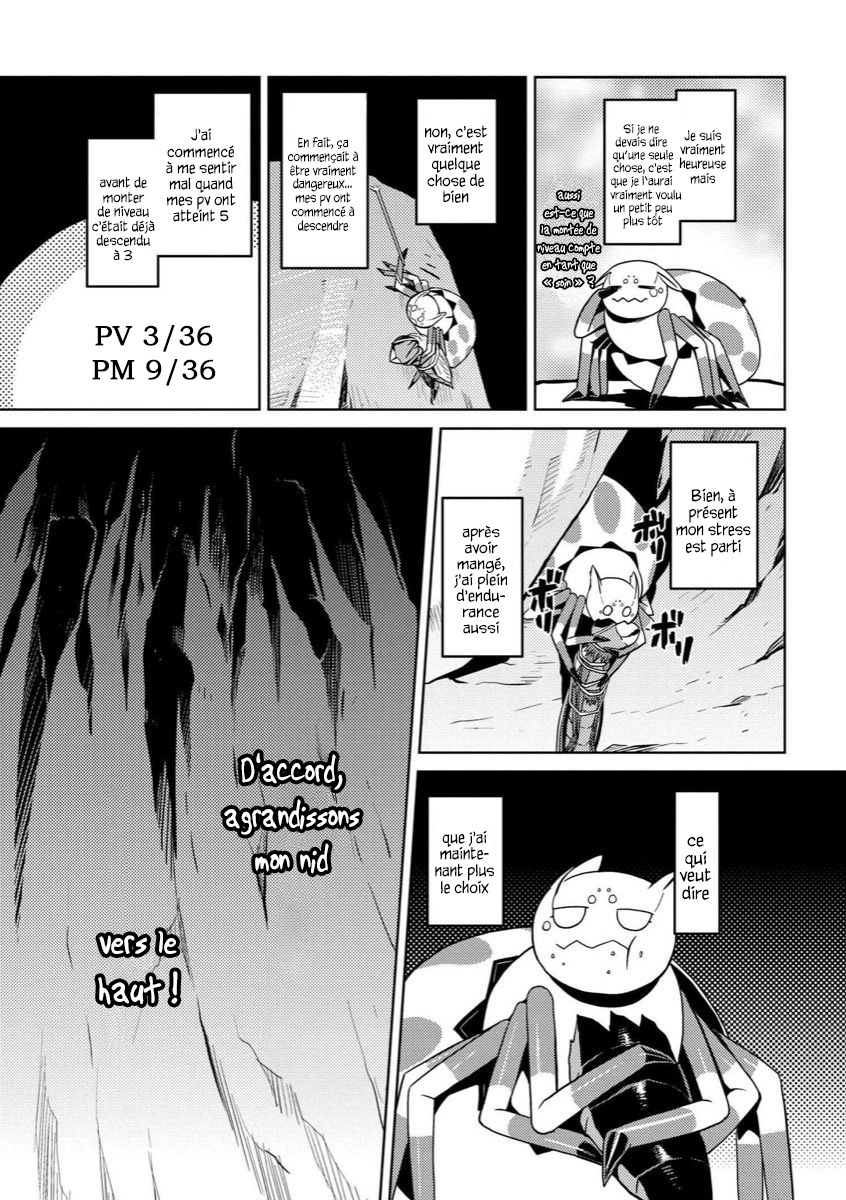 Je suis
vraiment
heureuse
mais
Si je ne
devais dire
qu'une seule
chose, c'est
que je l'aurai
vraiment voulu
un petit peu
plus tôt
aussi
est-ce que
la montée de
niveau compte
en tant que
« soin » ?
non, c'est
vraiment
quelque
chose de
bien
En fait, ça
commençait à
être vraiment
dangereux...
mes pv ont
commencé à
descendre
J'ai
commencé
à me sentir
mal quand
mes pv ont
atteint 5
avant de
monter
de niveau
c'était déjà
descendu
à 3
PV 3/36
PM 9/36
Bien, à
présent
mon stress
est parti
après
avoir
mangé,
j'ai plein
d'endu-
rance
aussi
ボリ
ボリ
ce
qui
veut
dire
que j'ai
mainte-
nant plus
le choix
D'accord,
agrandissons
mon nid
vers le
haut !